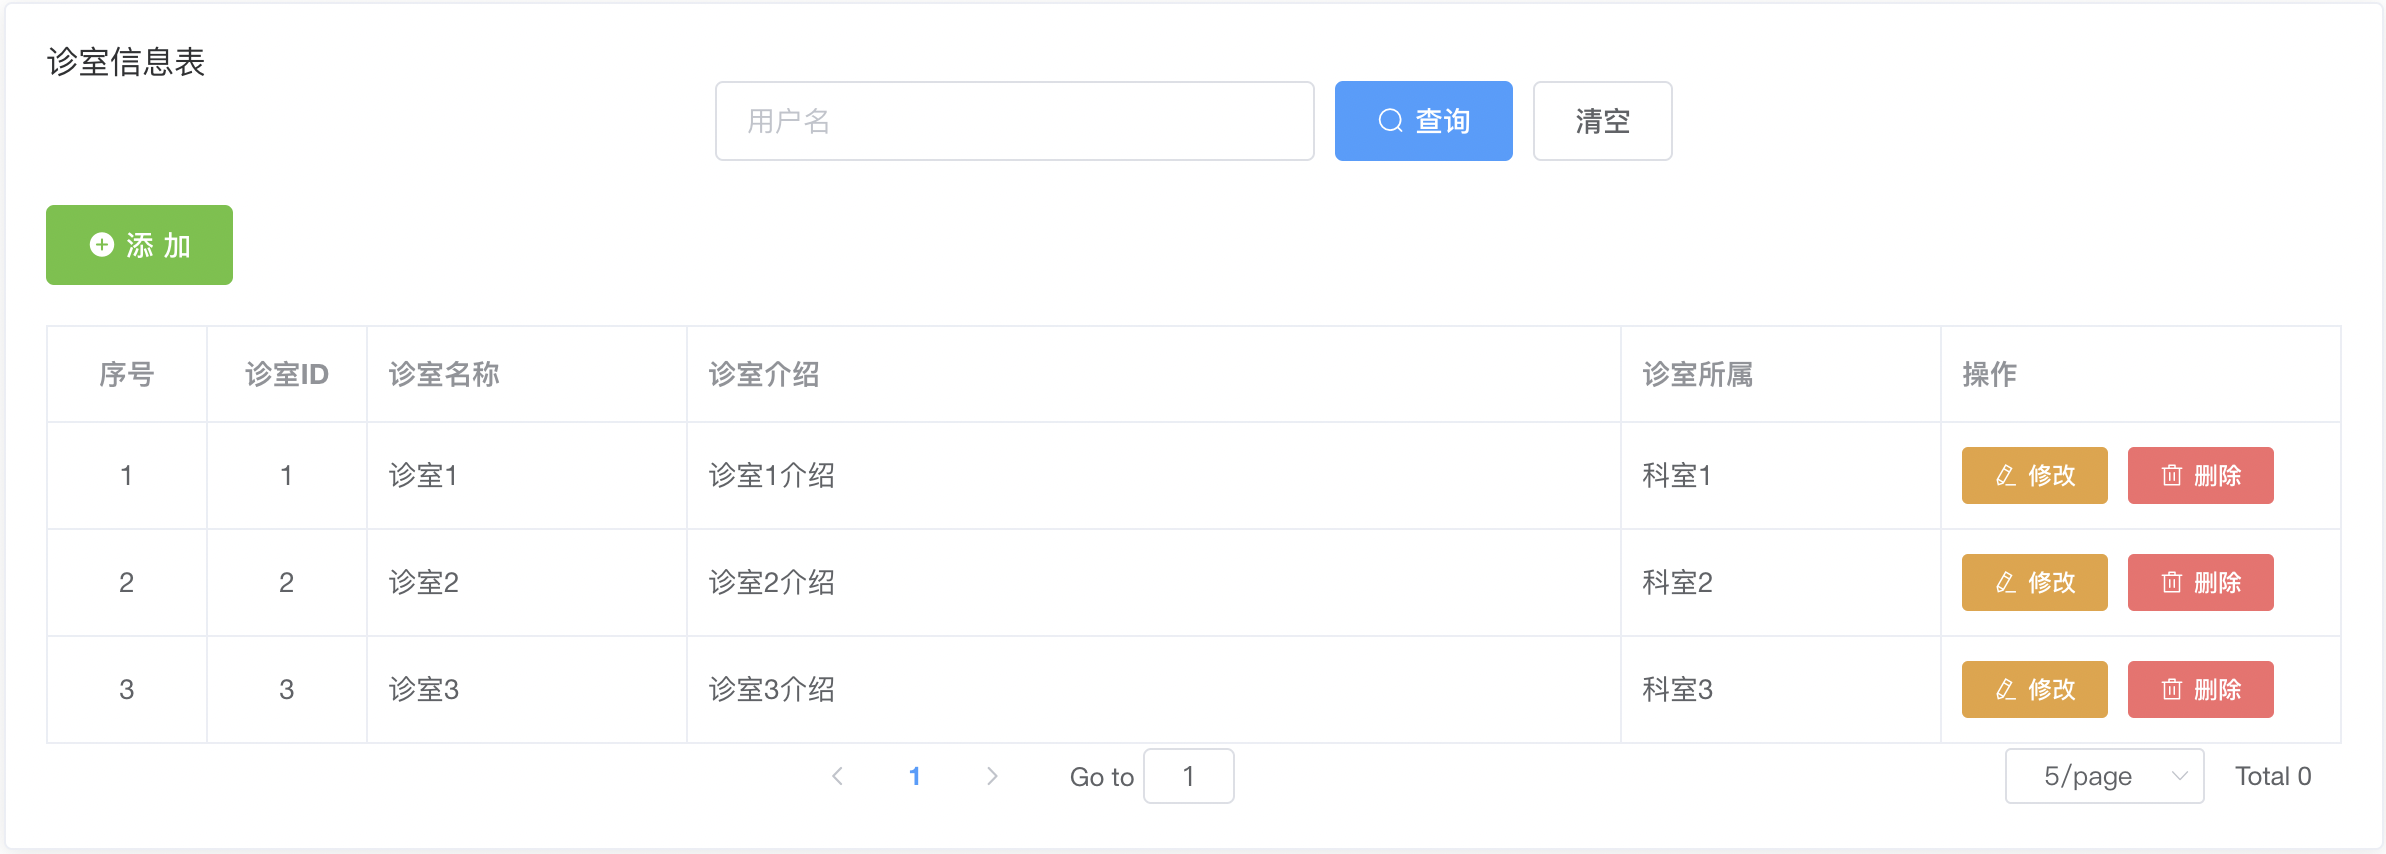 诊室信息表
用户名 查询 清空
添 加
序号 诊室ID 诊室名称 诊室介绍 诊室所属 操作
1 1 诊室1 诊室1介绍 科室1 修改 删除
2 2 诊室2 诊室2介绍 科室2 修改 删除
3 3 诊室3 诊室3介绍 科室3 修改 删除
1 Go to 1 5/page Total 0